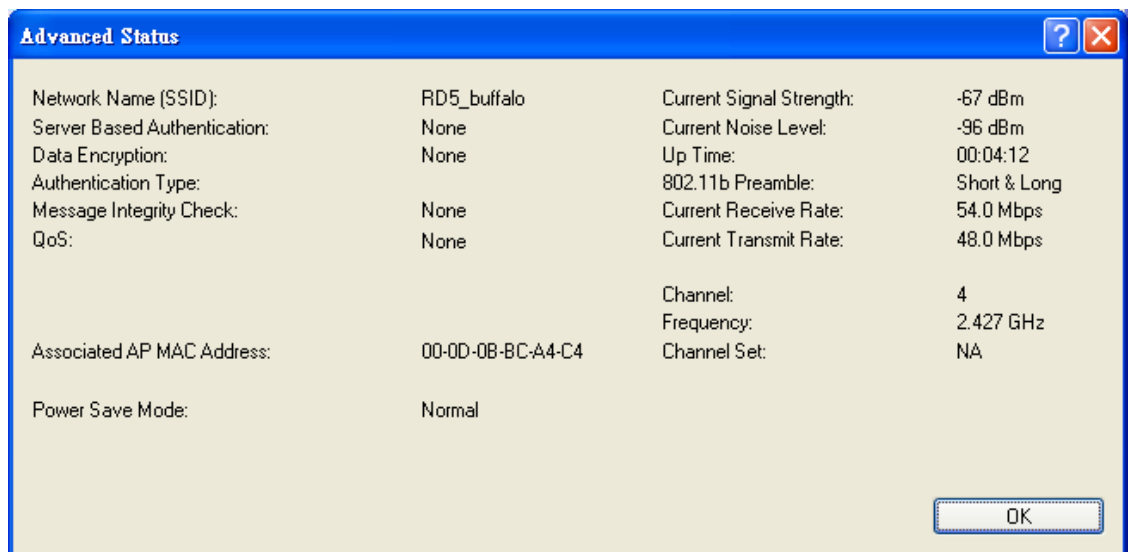 Advanced Status
Network Name (SSID): RD5_buffalo Current Signal Strength: -67 dBm
Server Based Authentication: None Current Noise Level: -96 dBm
Data Encryption: None Up Time: 00:04:12
Authentication Type: 802.11b Preamble: Short & Long
Message Integrity Check: None Current Receive Rate: 54.0 Mbps
QoS: None Current Transmit Rate: 48.0 Mbps
Channel: 4
Frequency: 2.427 GHz
Associated AP MAC Address: 00-0D-0B-BC-A4-C4 Channel Set: NA
Power Save Mode: Normal
OK